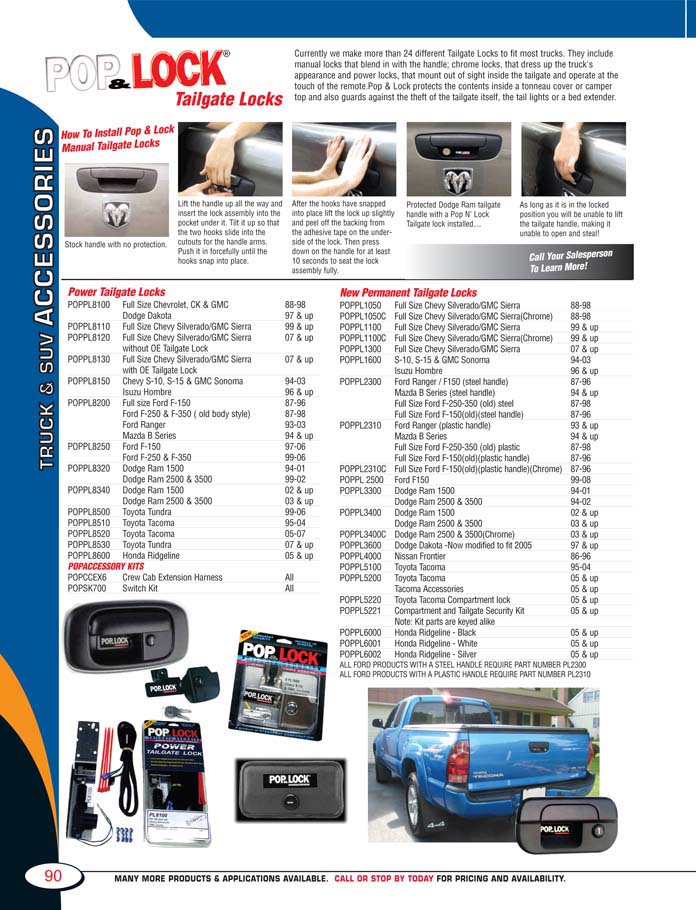 POP & LOCK®
Tailgate Locks
Currently we make more than 24 different Tailgate Locks to fit most trucks. They include
manual locks that blend in with the handle; chrome locks, that dress up the truck's
appearance and power locks, that mount out of sight inside the tailgate and operate at the
touch of the remote.Pop & Lock protects the contents inside a tonneau cover or camper
top and also guards against the theft of the tailgate itself, the tail lights or a bed extender.
TRUCK & SUV ACCESSORIES
How To Install Pop & Lock
Manual Tailgate Locks
Stock handle with no protection.
Lift the handle up all the way and
insert the lock assembly into the
pocket under it. Tilt it up so that
the two hooks slide into the
cutouts for the handle arms.
Push it in forcefully until the
hooks snap into place.
After the hooks have snapped
into place lift the lock up slightly
and peel off the backing from
the adhesive tape on the under-
side of the lock. Then press
down on the handle for at least
10 seconds to seat the lock
assembly fully.
Protected Dodge Ram tailgate
handle with a Pop N' Lock
Tailgate lock installed...
As long as it is in the locked
position you will be unable to lift
the tailgate handle, making it
unable to open and steal!
Call Your Salesperson
To Learn More!
Power Tailgate Locks
POPPL8100 Full Size Chevrolet, CK & GMC 88-98
Dodge Dakota 97 & up
POPPL8110 Full Size Chevy Silverado/GMC Sierra 99 & up
POPPL8120 Full Size Chevy Silverado/GMC Sierra 07 & up
without OE Tailgate Lock
POPPL8130 Full Size Chevy Silverado/GMC Sierra 07 & up
with OE Tailgate Lock
POPPL8150 Chevy S-10, S-15 & GMC Sonoma 94-03
Isuzu Hombre 96 & up
POPPL8200 Full size Ford F-150 87-96
Ford F-250 & F-350 ( old body style) 87-98
Ford Ranger 93-03
Mazda B Series 94 & up
POPPL8250 Ford F-150 97-06
Ford F-250 & F-350 99-06
POPPL8320 Dodge Ram 1500 94-01
Dodge Ram 2500 & 3500 99-02
POPPL8340 Dodge Ram 1500 02 & up
Dodge Ram 2500 & 3500 03 & up
POPPL8500 Toyota Tundra 99-06
POPPL8510 Toyota Tacoma 95-04
POPPL8520 Toyota Tacoma 05-07
POPPL8530 Toyota Tundra 07 & up
POPPL8600 Honda Ridgeline 05 & up
POPACCESSORY KITS
POPCCEX6 Crew Cab Extension Harness All
POPSK700 Switch Kit All
New Permanent Tailgate Locks
POPPL1050 Full Size Chevy Silverado/GMC Sierra 88-98
POPPL1050C Full Size Chevy Silverado/GMC Sierra(Chrome) 88-98
POPPL1100 Full Size Chevy Silverado/GMC Sierra 99 & up
POPPL1100C Full Size Chevy Silverado/GMC Sierra(Chrome) 99 & up
POPPL1300 Full Size Chevy Silverado/GMC Sierra 07 & up
POPPL1600 S-10, S-15 & GMC Sonoma 94-03
Isuzu Hombre 96 & up
POPPL2300 Ford Ranger / F150 (steel handle) 87-96
Mazda B Series (steel handle) 94 & up
Full Size Ford F-250-350 (old) steel 87-98
Full Size Ford F-150(old)(steel handle) 87-96
POPPL2310 Ford Ranger (plastic handle) 93 & up
Mazda B Series 94 & up
Full Size Ford F-250-350 (old) plastic 87-98
Full Size Ford F-150(old)(plastic handle) 87-96
POPPL2310C Full Size Ford F-150(old)(plastic handle)(Chrome) 87-96
POPPL 2500 Ford F150 99-08
POPPL3300 Dodge Ram 1500 94-01
Dodge Ram 2500 & 3500 94-02
POPPL3400 Dodge Ram 1500 02 & up
Dodge Ram 2500 & 3500 03 & up
POPPL3400C Dodge Ram 2500 & 3500(Chrome) 03 & up
POPPL3600 Dodge Dakota -Now modified to fit 2005 97 & up
POPPL4000 Nissan Frontier 86-96
POPPL5100 Toyota Tacoma 95-04
POPPL5200 Toyota Tacoma 05 & up
Tacoma Accessories 05 & up
POPPL5220 Toyota Tacoma Compartment lock 05 & up
POPPL5221 Compartment and Tailgate Security Kit 05 & up
Note: Kit parts are keyed alike
POPPL6000 Honda Ridgeline - Black 05 & up
POPPL6001 Honda Ridgeline - White 05 & up
POPPL6002 Honda Ridgeline - Silver 05 & up
ALL FORD PRODUCTS WITH A STEEL HANDLE REQUIRE PART NUMBER PL2300
ALL FORD PRODUCTS WITH A PLASTIC HANDLE REQUIRE PART NUMBER PL2310
POP&LOCK
POP&LOCK
POP & LOCK
POP&LOCK
POP&LOCK
POWER
TAILGATE LOCK
PL8100
PL8100
POP&LOCK
TOYOTA
TACOMA
4x4
POP&LOCK
90
MANY MORE PRODUCTS & APPLICATIONS AVAILABLE. CALL OR STOP BY TODAY FOR PRICING AND AVAILABILITY.